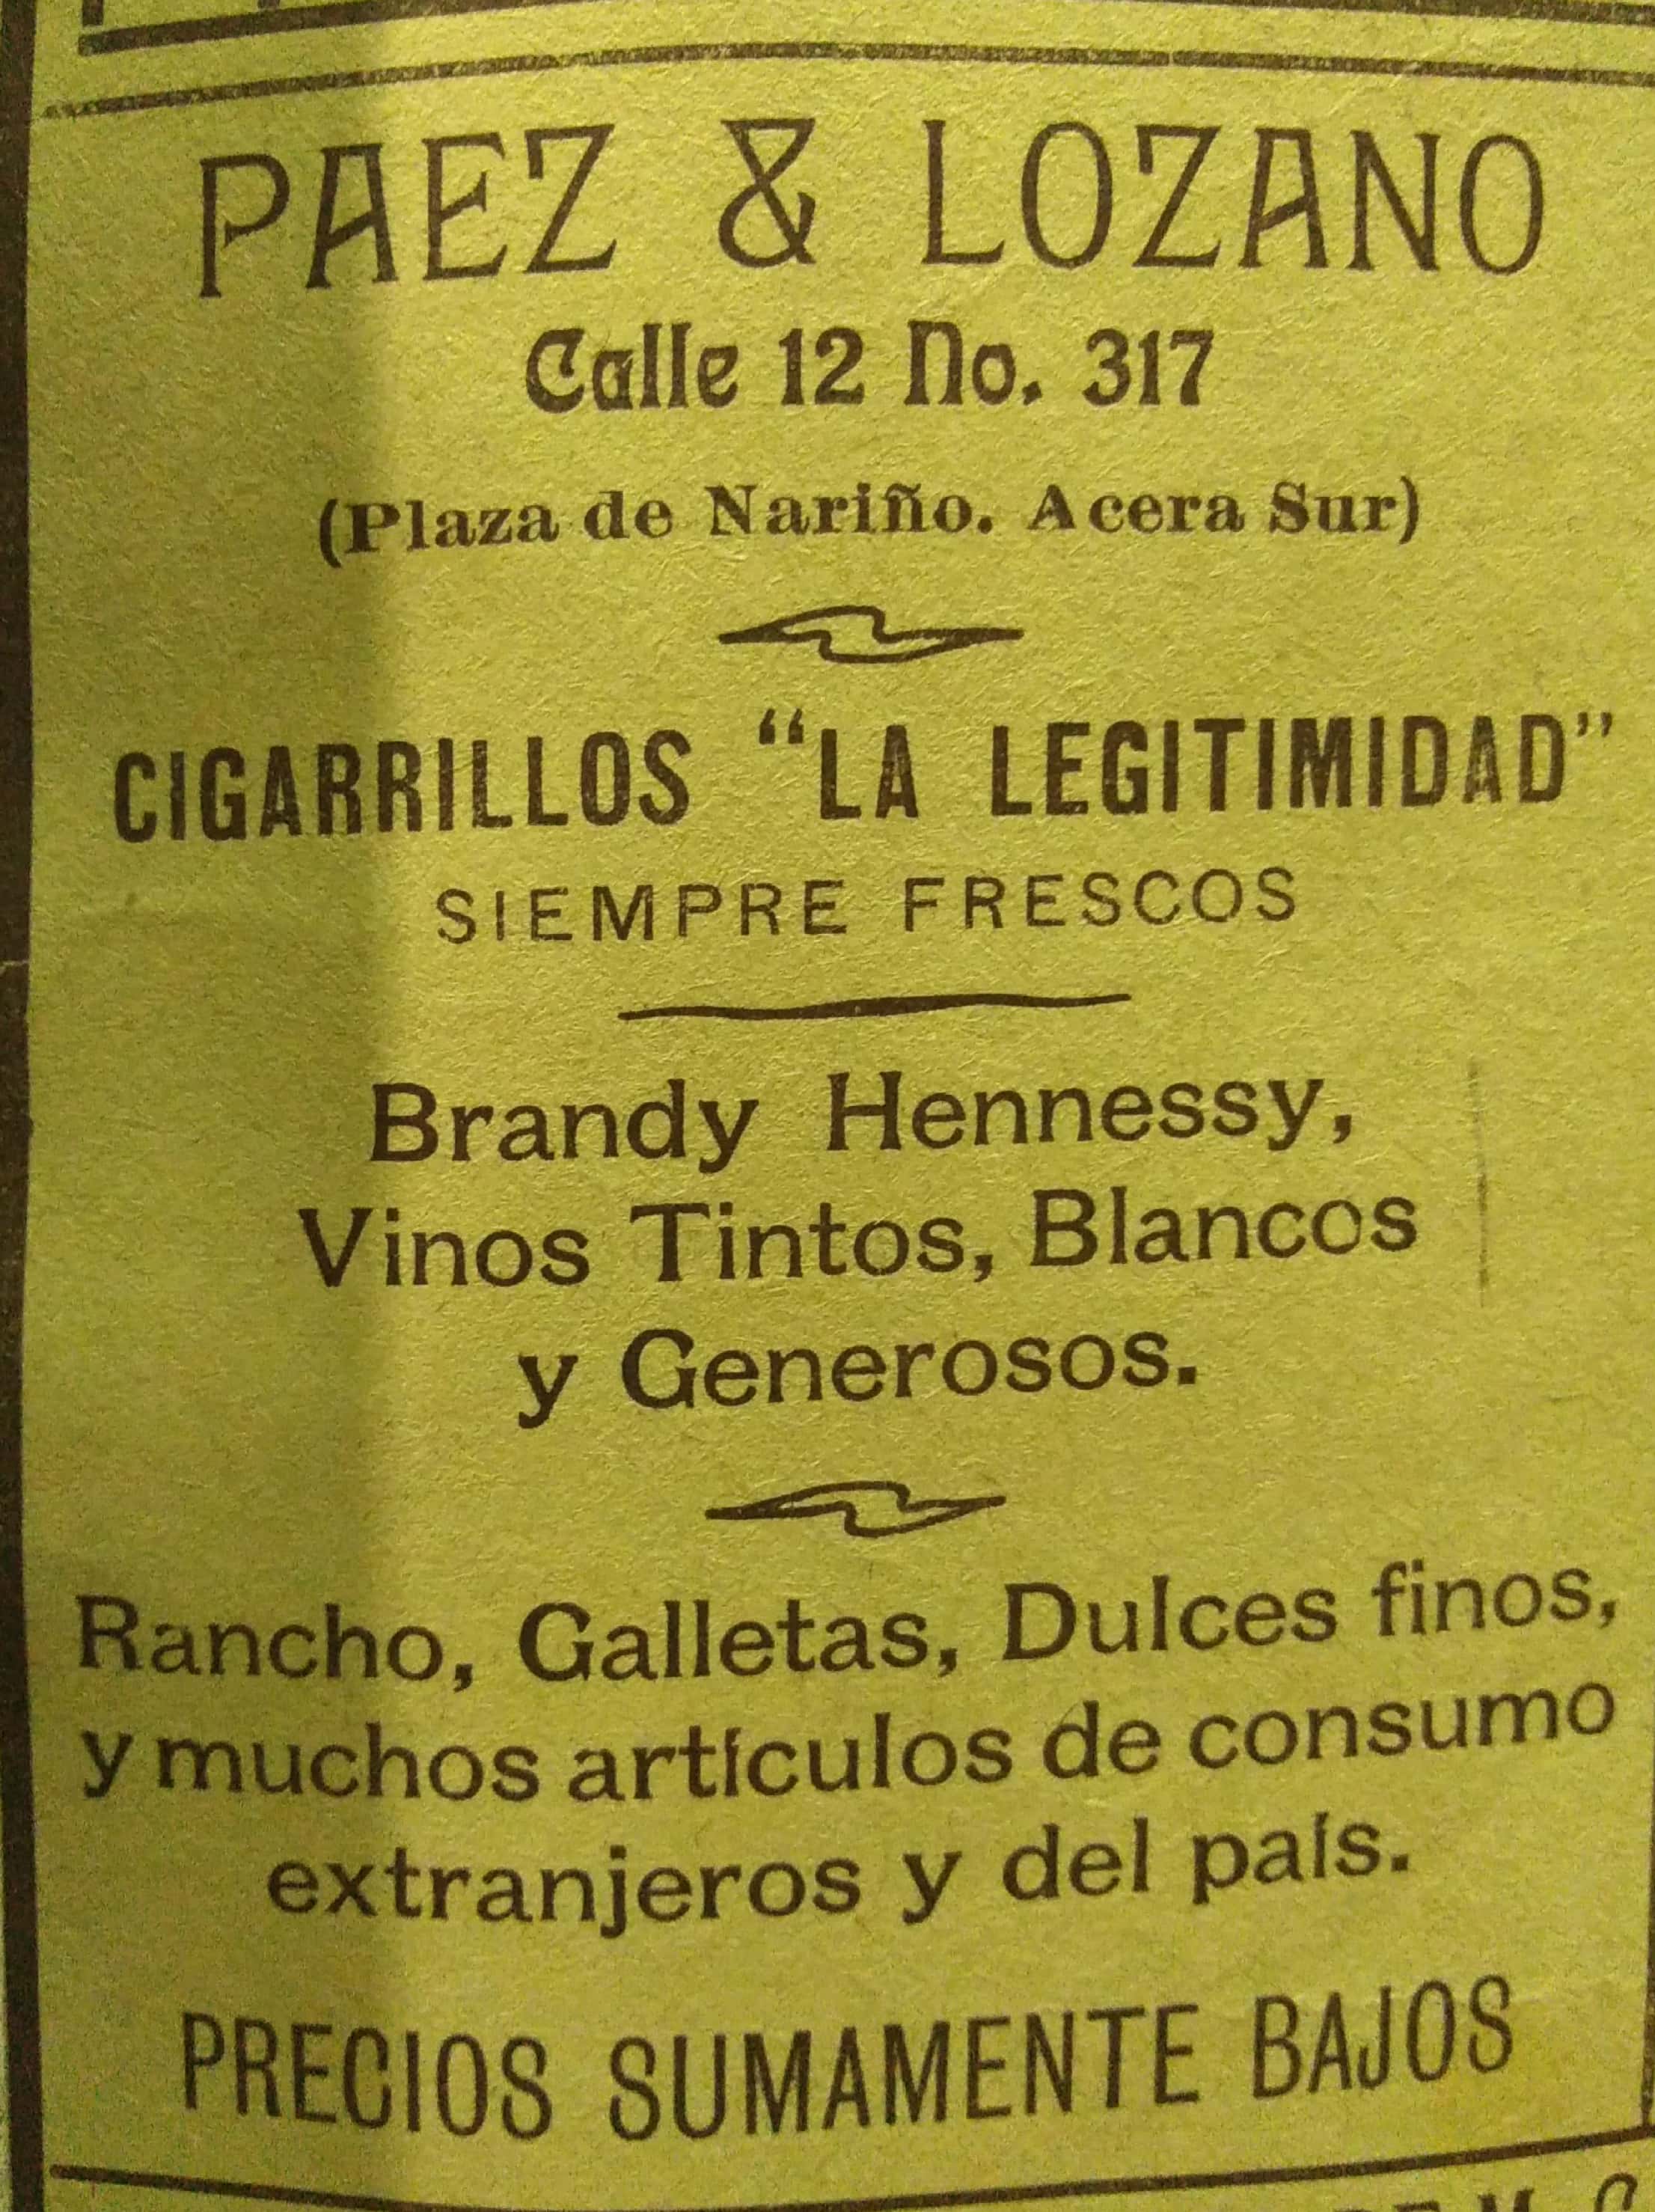 PAEZ & LOZANO
Calle 12 No. 317
(Plaza de Nariño. Acera Sur)
CIGARRILLOS “LA LEGITIMIDAD”
SIEMPRE FRESCOS
Brandy Hennessy,
Vinos Tintos, Blancos
y Generosos.
Rancho, Galletas, Dulces finos,
y muchos artículos de consumo
extranjeros y del país.
PRECIOS SUMAMENTE BAJOS